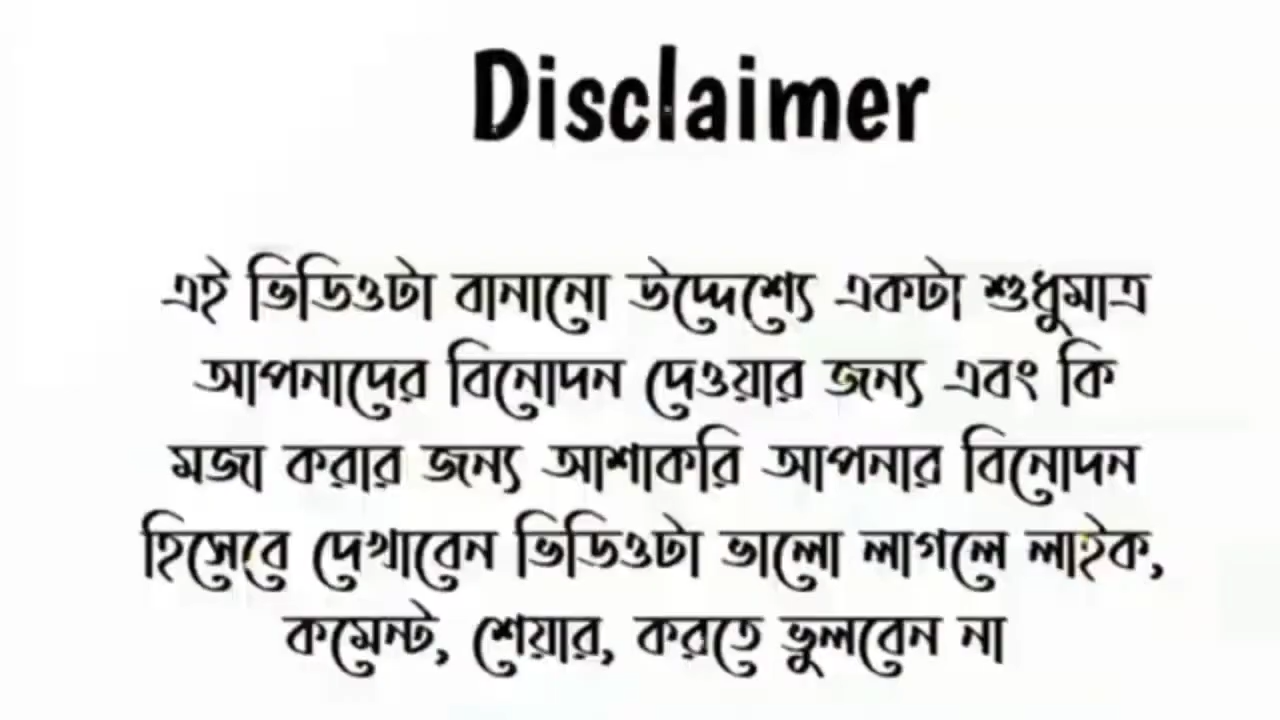 Disclaimer
এই ভিডিওটা বানানো উদ্দেশ্যে একটা শুধুমাত্র
আপনাদের বিনোদন দেওয়ার জন্য এবং কি
মজা করার জন্য আশাকরি আপনার বিনোদন
হিসেবে দেখাবেন ভিডিওটা ভালো লাগলে লাইক,
কমেন্ট, শেয়ার, করতে ভুলবেন না